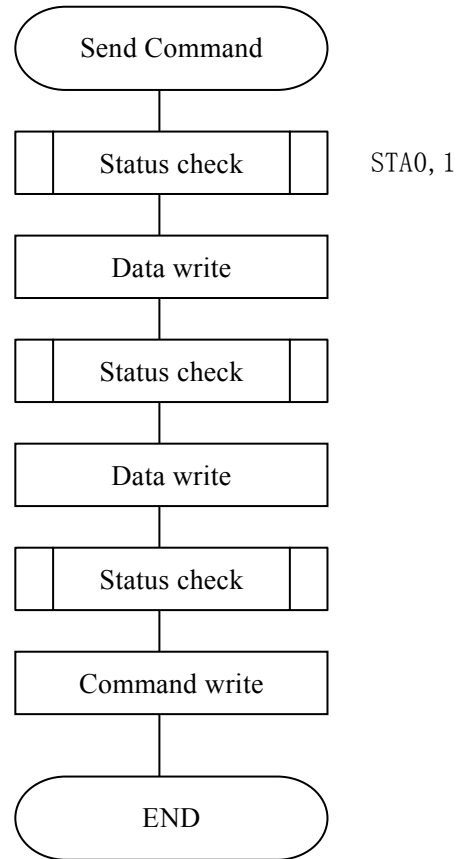 Send Command
Status check
STA0, 1
Data write
Status check
Data write
Status check
Command write
END